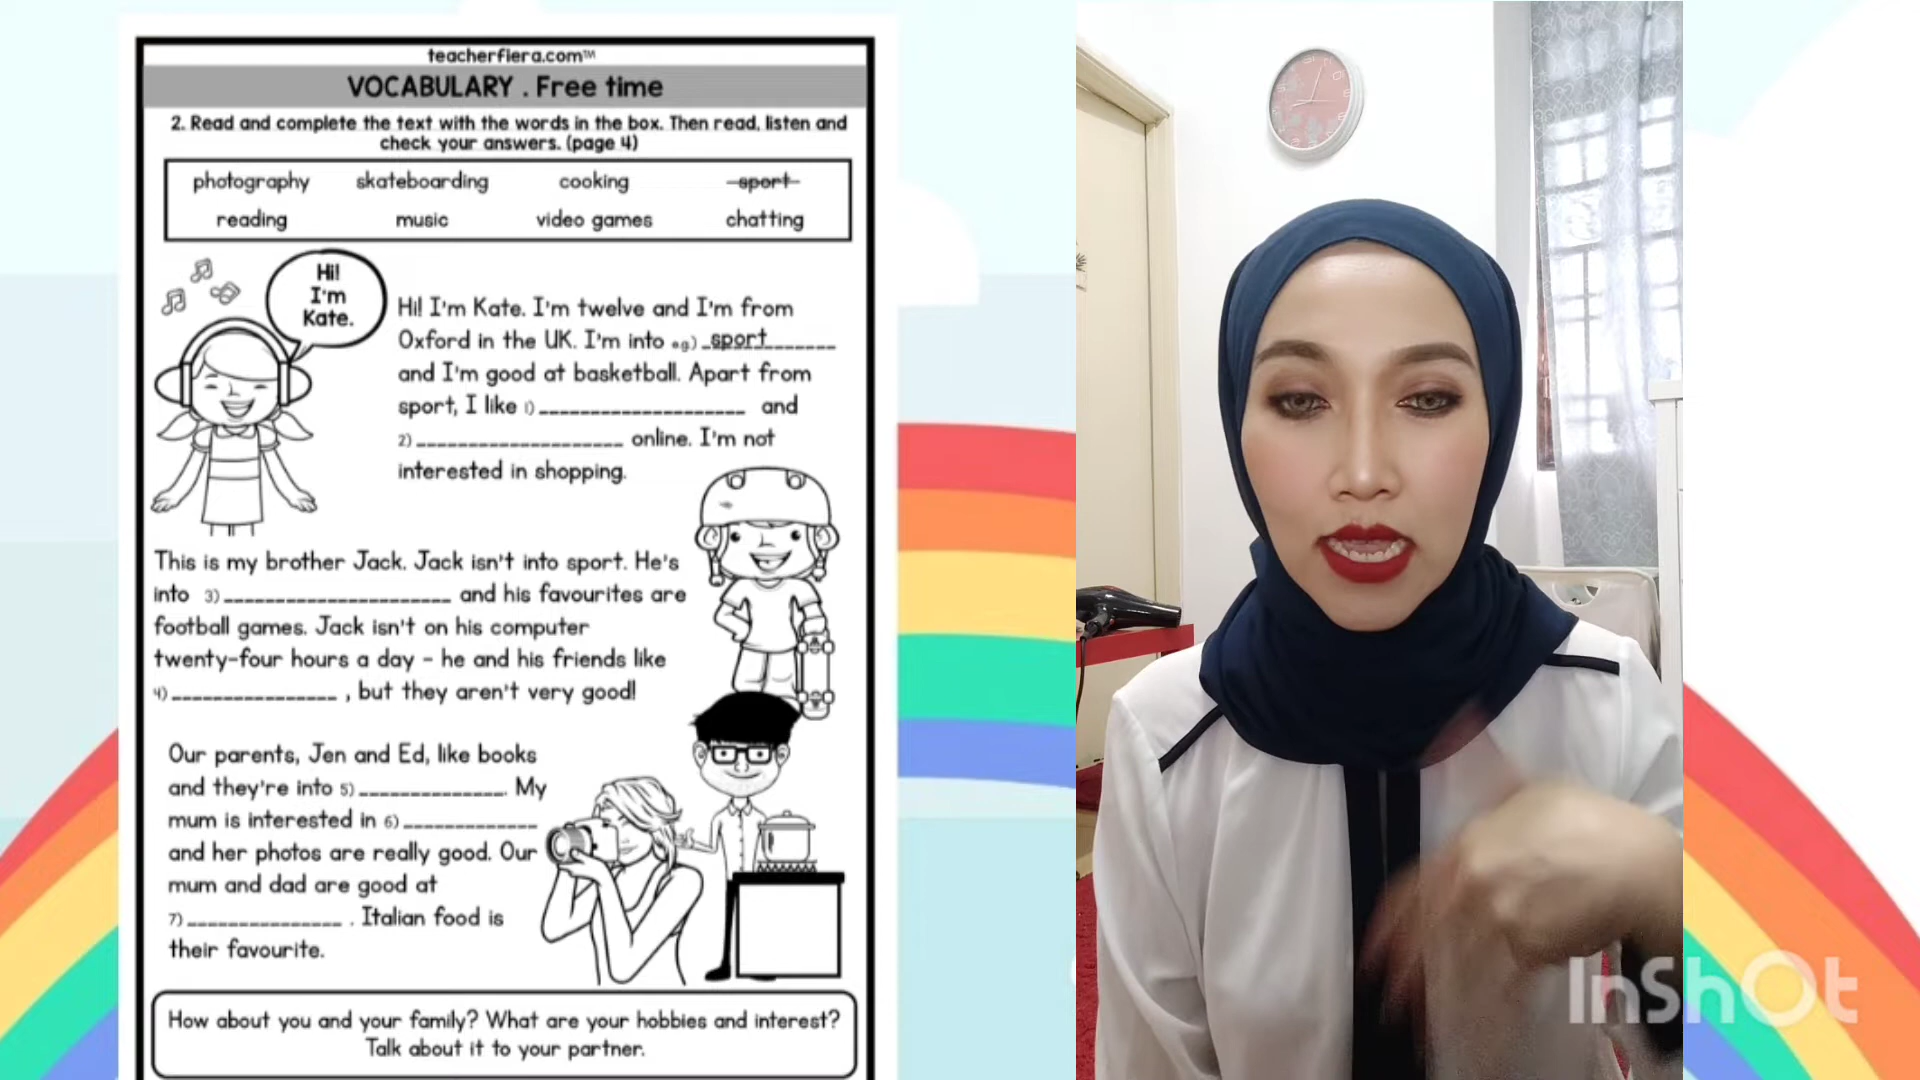 teacherfiera.com™
VOCABULARY . Free time
2. Read and complete the text with the words in the box. Then read, listen and
check your answers. (page 4)
photography skateboarding cooking sport
reading music video games chatting
Hi!
I'm
Kate.
Hi! I'm Kate. I'm twelve and I'm from
Oxford in the UK. I'm into e.g.) sport
and I'm good at basketball. Apart from
sport, I like 1) ____________________ and
2) ____________________ online. I'm not
interested in shopping.
This is my brother Jack. Jack isn't into sport. He's
into 3) ______________________ and his favourites are
football games. Jack isn't on his computer
twenty-four hours a day - he and his friends like
4) ________________ , but they aren't very good!
Our parents, Jen and Ed, like books
and they're into 5) ______________. My
mum is interested in 6) _____________
and her photos are really good. Our
mum and dad are good at
7) _______________ . Italian food is
their favourite.
How about you and your family? What are your hobbies and interest?
Talk about it to your partner.
InShOt